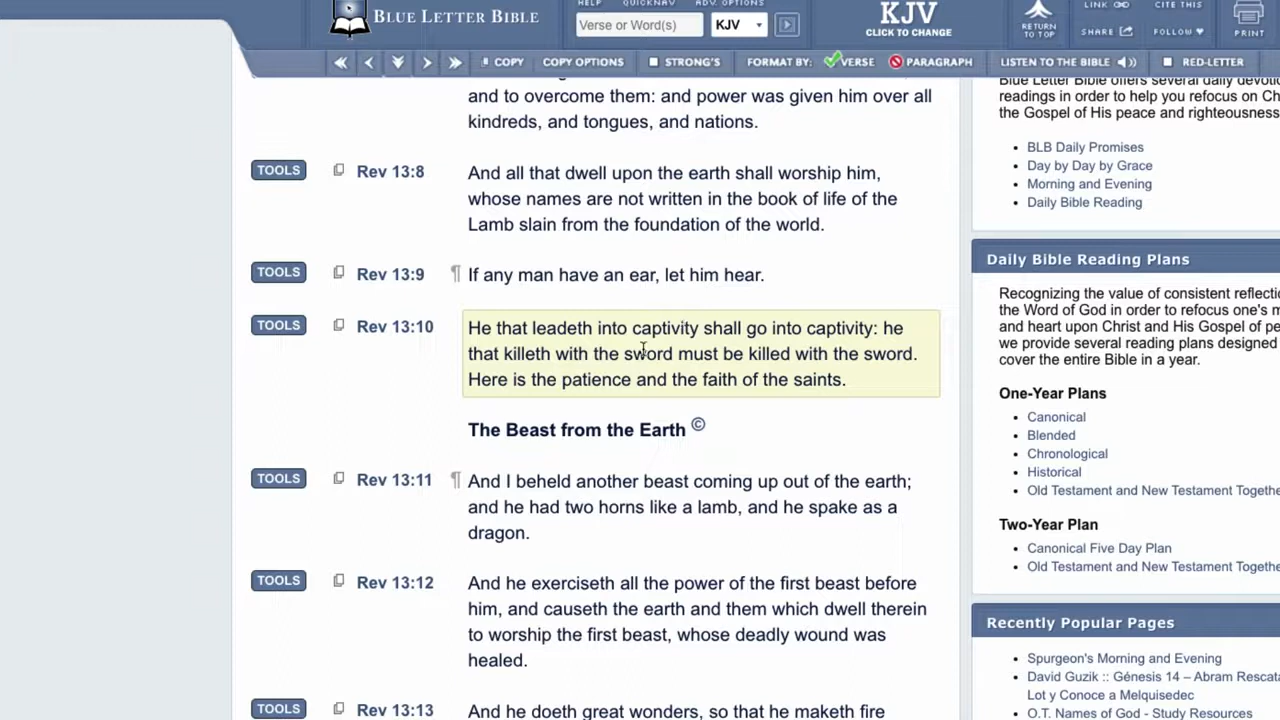 HELP QUICKNAV ADV. OPTIONS
LINK
CITE THIS
BLUE LETTER BIBLE
Verse or Word(s)
KJV
KJV
CLICK TO CHANGE
RETURN
TO TOP
SHARE
FOLLOW
PRINT
COPY
COPY OPTIONS
STRONG'S
FORMAT BY:
VERSE
PARAGRAPH
LISTEN TO THE BIBLE
RED-LETTER
and to overcome them: and power was given him over all
kindreds, and tongues, and nations.
TOOLS Rev 13:8 And all that dwell upon the earth shall worship him,
whose names are not written in the book of life of the
Lamb slain from the foundation of the world.
TOOLS Rev 13:9 ¶ If any man have an ear, let him hear.
TOOLS Rev 13:10 He that leadeth into captivity shall go into captivity: he
that killeth with the sword must be killed with the sword.
Here is the patience and the faith of the saints.
The Beast from the Earth ©
TOOLS Rev 13:11 ¶ And I beheld another beast coming up out of the earth;
and he had two horns like a lamb, and he spake as a
dragon.
TOOLS Rev 13:12 And he exerciseth all the power of the first beast before
him, and causeth the earth and them which dwell therein
to worship the first beast, whose deadly wound was
healed.
TOOLS Rev 13:13 And he doeth great wonders, so that he maketh fire
Blue Letter Bible offers several daily devoti
readings in order to help you refocus on Ch
the Gospel of His peace and righteousness
• BLB Daily Promises
• Day by Day by Grace
• Morning and Evening
• Daily Bible Reading
Daily Bible Reading Plans
Recognizing the value of consistent reflecti
the Word of God in order to refocus one's m
and heart upon Christ and His Gospel of pe
we provide several reading plans designed
cover the entire Bible in a year.
One-Year Plans
• Canonical
• Blended
• Chronological
• Historical
• Old Testament and New Testament Togethe
Two-Year Plan
• Canonical Five Day Plan
• Old Testament and New Testament Togethe
Recently Popular Pages
• Spurgeon's Morning and Evening
• David Guzik :: Génesis 14 – Abram Rescata
Lot y Conoce a Melquisedec
• O.T. Names of God - Study Resources